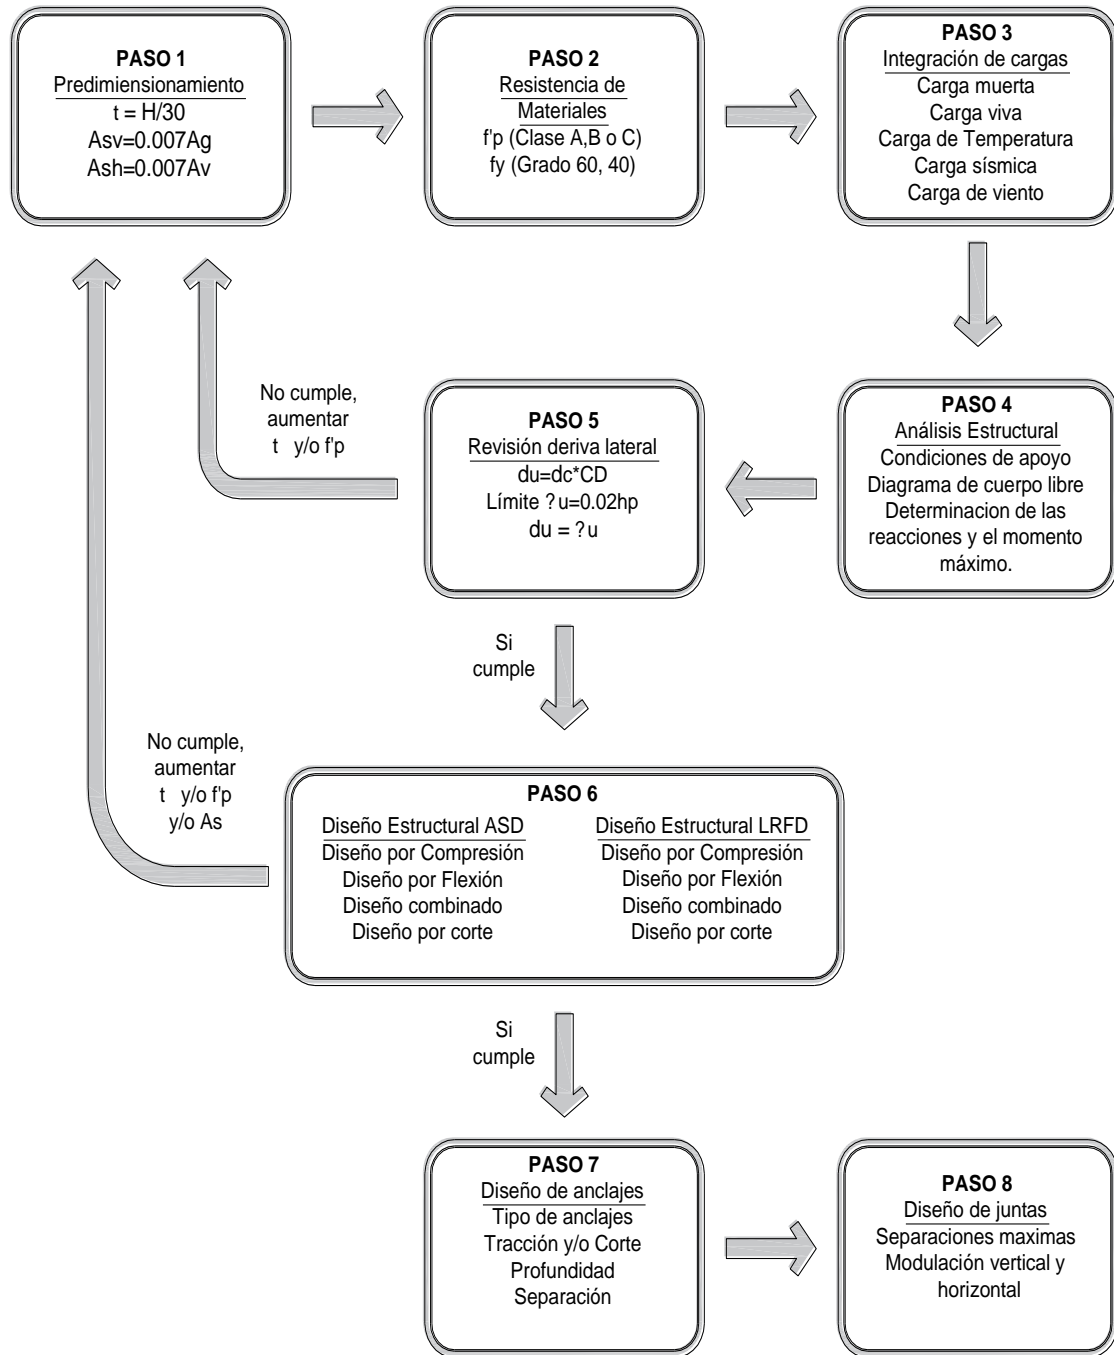 PASO 1
Predimiensionamiento
t = H/30
Asv=0.007Ag
Ash=0.007Av
PASO 2
Resistencia de
Materiales
f'p (Clase A,B o C)
fy (Grado 60, 40)
PASO 3
Integración de cargas
Carga muerta
Carga viva
Carga de Temperatura
Carga sísmica
Carga de viento
PASO 4
Análisis Estructural
Condiciones de apoyo
Diagrama de cuerpo libre
Determinacion de las
reacciones y el momento
máximo.
PASO 5
Revisión deriva lateral
du=dc*CD
Límite ?u=0.02hp
du = ?u
No cumple,
aumentar
t y/o f'p
Si
cumple
No cumple,
aumentar
t y/o f'p
y/o As
PASO 6
Diseño Estructural ASD
Diseño por Compresión
Diseño por Flexión
Diseño combinado
Diseño por corte
Diseño Estructural LRFD
Diseño por Compresión
Diseño por Flexión
Diseño combinado
Diseño por corte
Si
cumple
PASO 7
Diseño de anclajes
Tipo de anclajes
Tracción y/o Corte
Profundidad
Separación
PASO 8
Diseño de juntas
Separaciones maximas
Modulación vertical y
horizontal